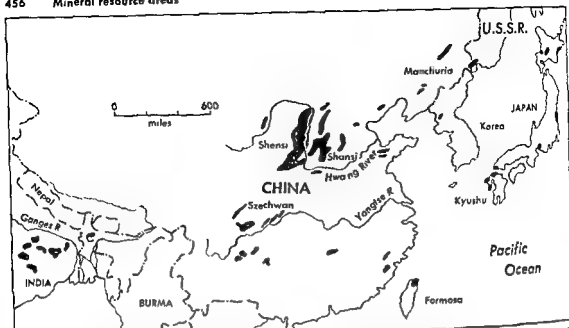 456 Mineral resource areas
U.S.S.R.
Manchuria
0 600
miles
JAPAN
Korea
Shensi
Shansi
Hwang River
CHINA
Kyushu
Nepal
Szechwan
Yangtse R
Ganges R
Pacific
Ocean
INDIA
BURMA
Formosa